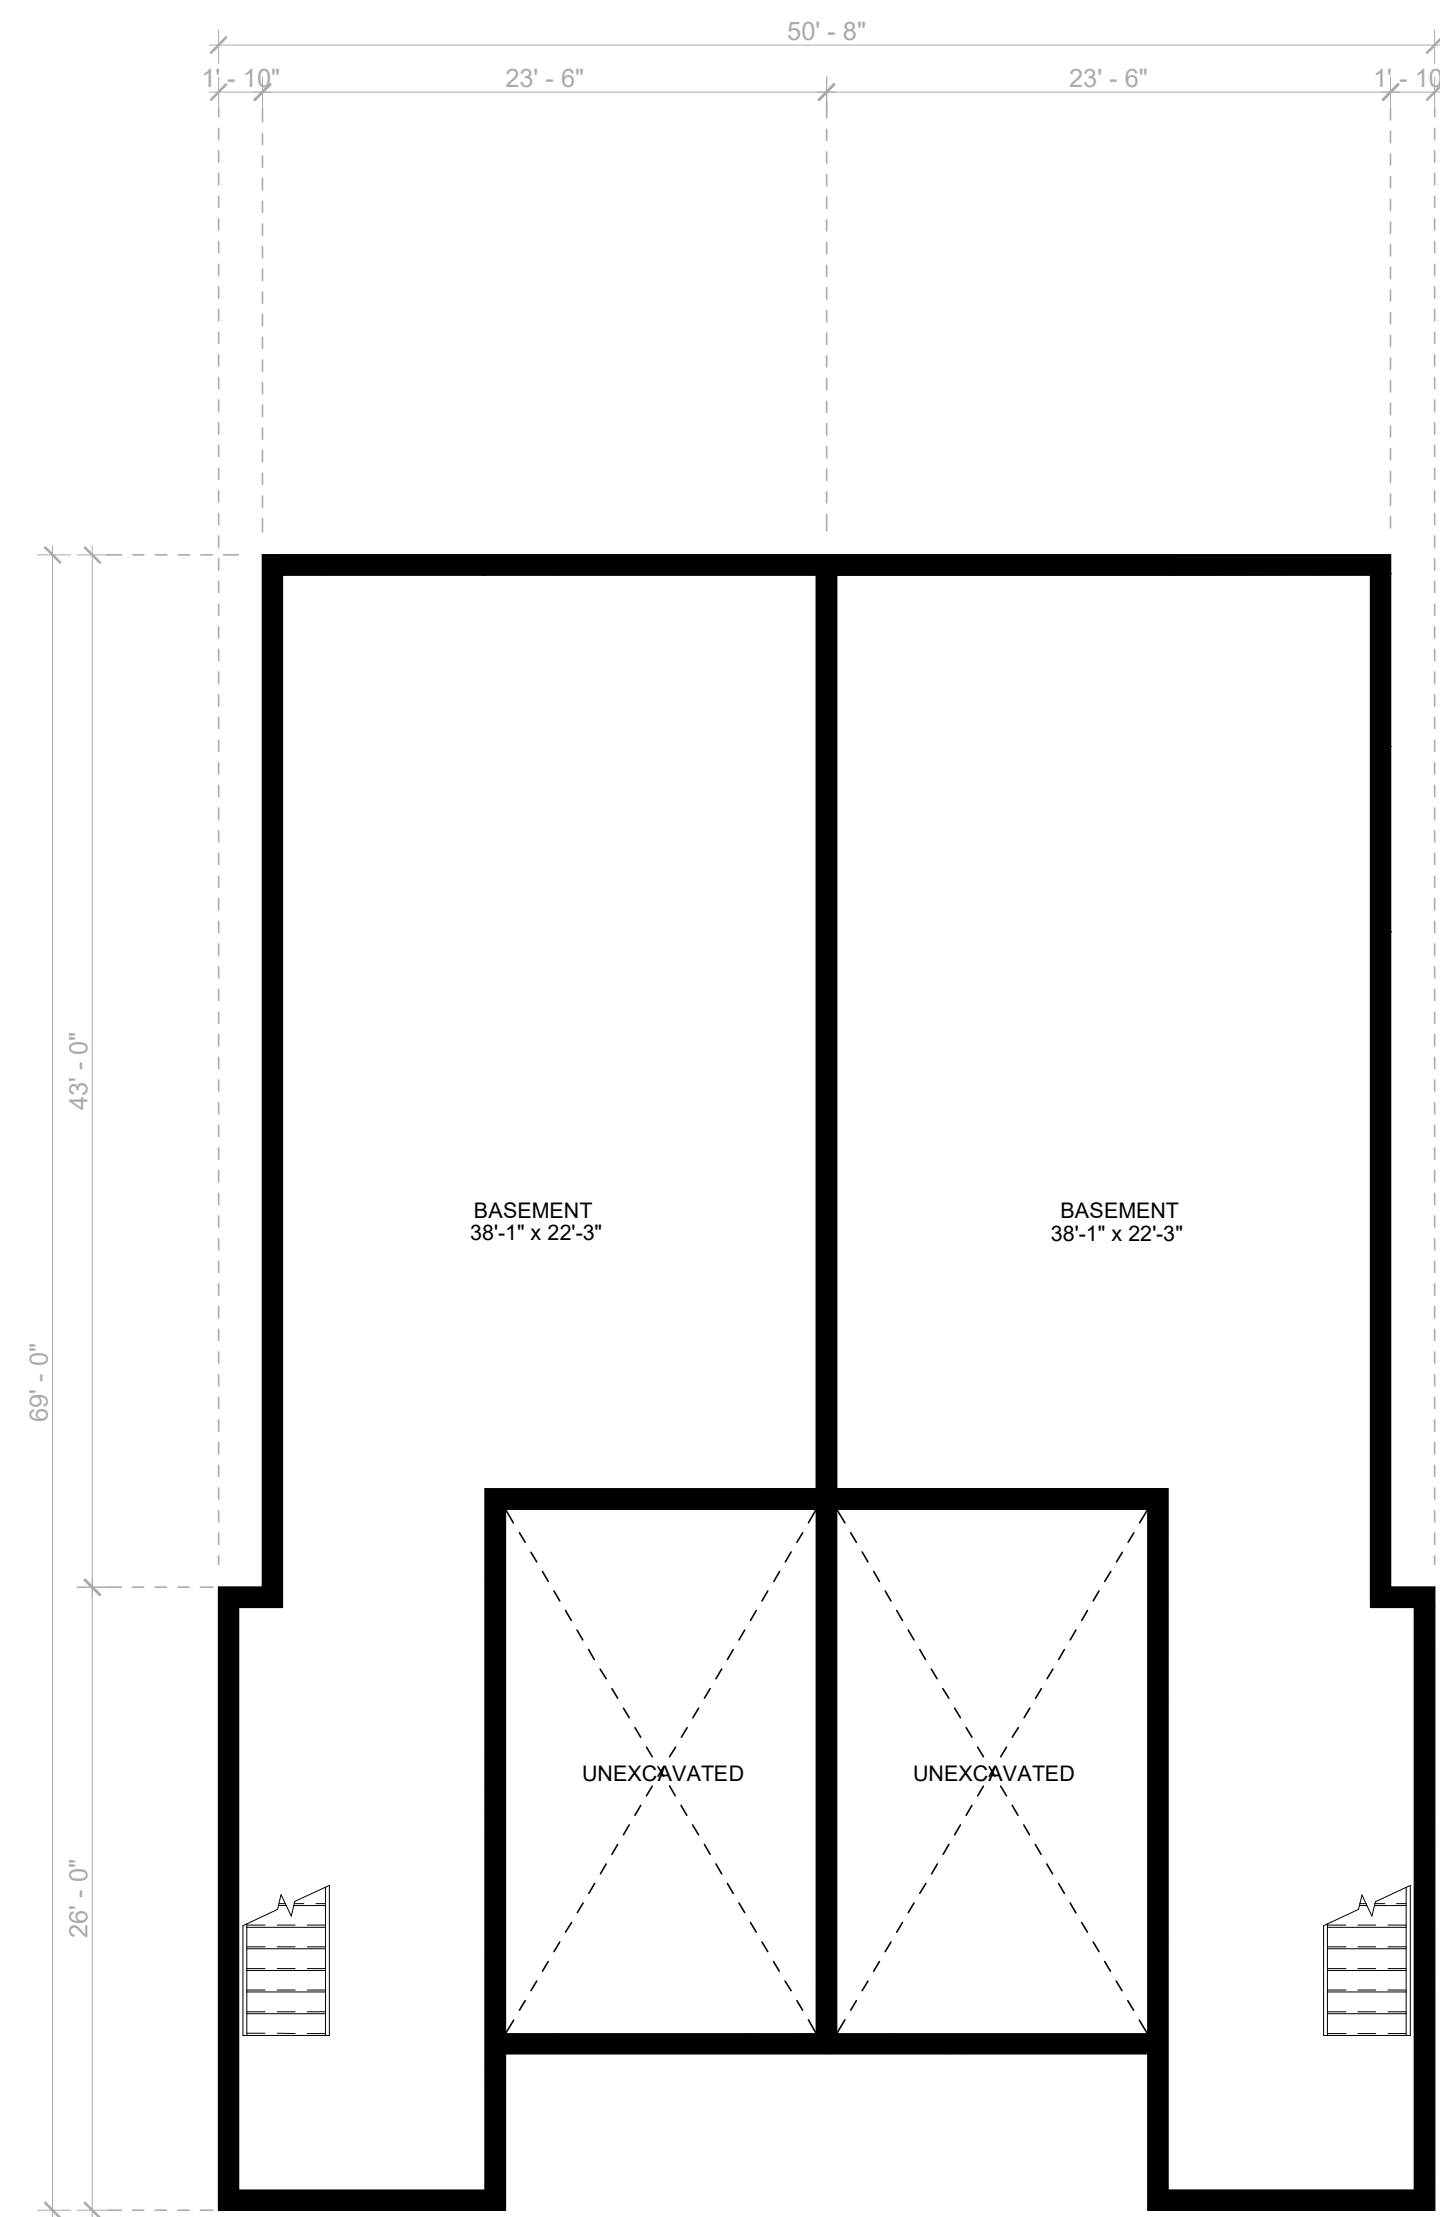 50' - 8"
1' - 10"
23' - 6"
23' - 6"
1' - 10
43' - 0"
BASEMENT
38'-1" x 22'-3"
BASEMENT
38'-1" x 22'-3"
69' - 0"
UNEXCAVATED
UNEXCAVATED
26' - 0"